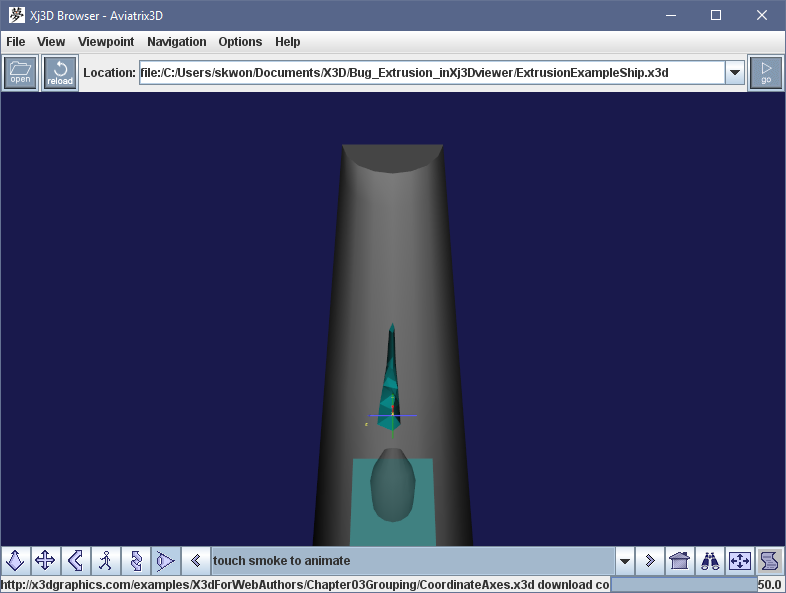 夢 Xj3D Browser - Aviatrix3D
File View Viewpoint Navigation Options Help
open reload Location: file:/C:/Users/skwon/Documents/X3D/Bug_Extrusion_inXj3Dviewer/ExtrusionExampleShip.x3d go
touch smoke to animate
http://x3dgraphics.com/examples/X3dForWebAuthors/Chapter03Grouping/CoordinateAxes.x3d download co 50.0